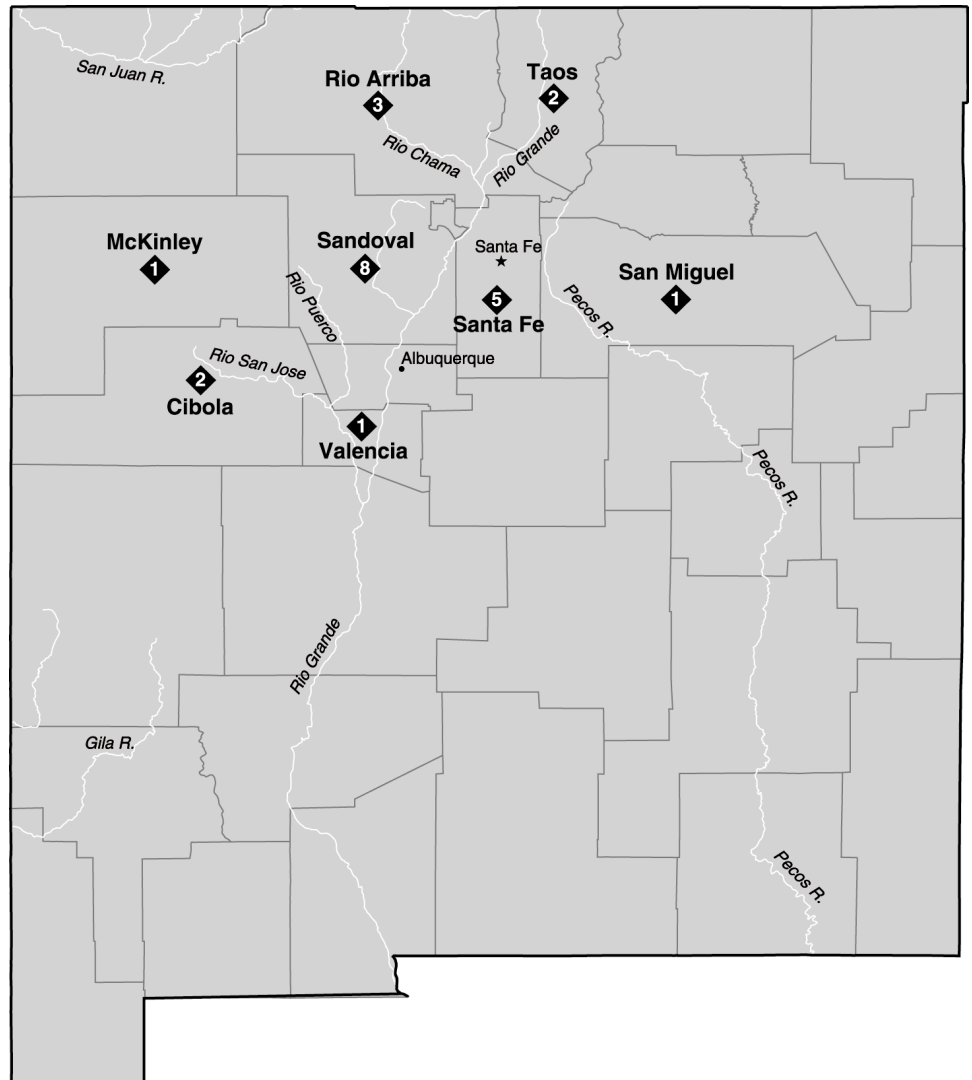 San Juan R.
Rio Arriba
3
Taos
2
Rio Chama
Rio Grande
McKinley
1
Sandoval
8
Santa Fe
5
Santa Fe
San Miguel
1
Rio Puerco
Pecos R.
Rio San Jose
Albuquerque
2
Cibola
1
Valencia
Pecos R.
Rio Grande
Gila R.
Pecos R.